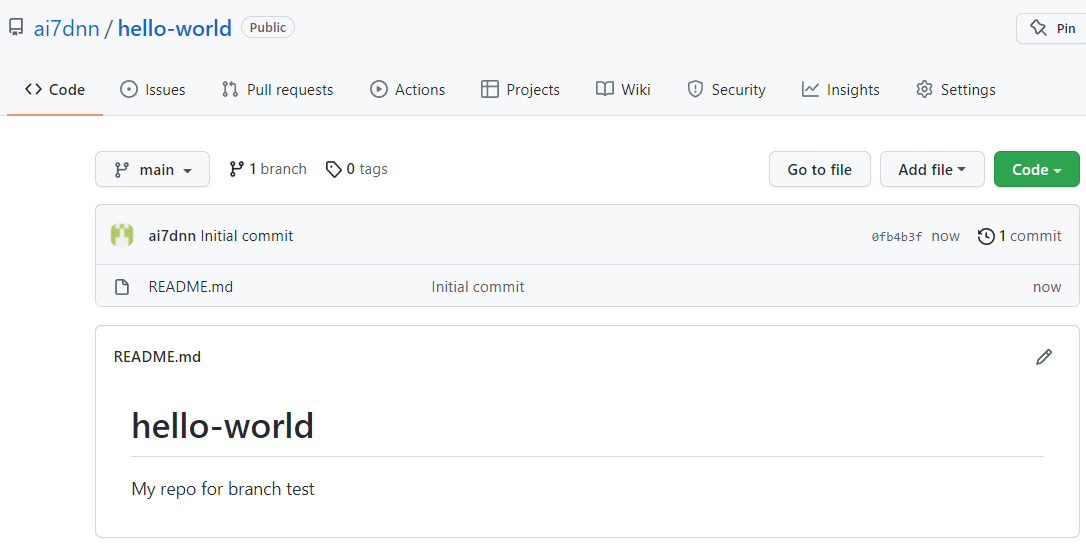 ai7dnn / hello-world Public Pin
Code Issues Pull requests Actions Projects Wiki Security Insights Settings
main 1 branch 0 tags Go to file Add file Code
ai7dnn Initial commit 0fb4b3f now 1 commit
README.md Initial commit now
README.md
hello-world
My repo for branch test